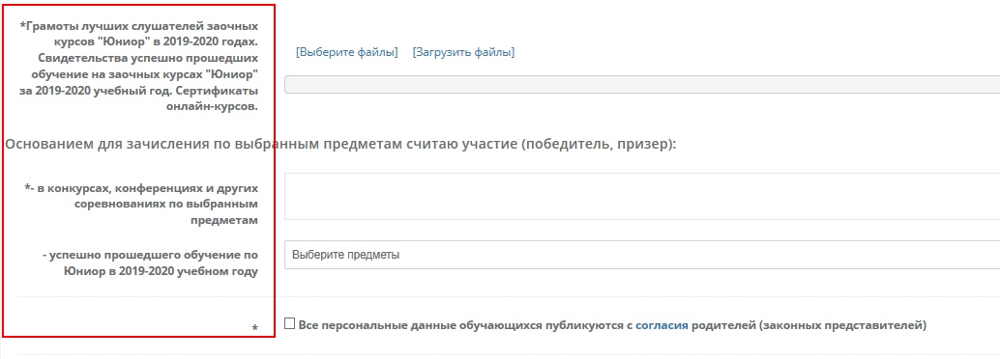 *Грамоты лучших слушателей заочных
курсов "Юниор" в 2019-2020 годах.
Свидетельства успешно прошедших
обучение на заочных курсах "Юниор"
за 2019-2020 учебный год. Сертификаты
онлайн-курсов.
[Выберите файлы] [Загрузить файлы]
Основанием для зачисления по выбранным предметам считаю участие (победитель, призер):
*- в конкурсах, конференциях и других
соревнованиях по выбранным
предметам
- успешно прошедшего обучение по
Юниор в 2019-2020 учебном году
Выберите предметы
* Все персональные данные обучающихся публикуются с согласия родителей (законных представителей)